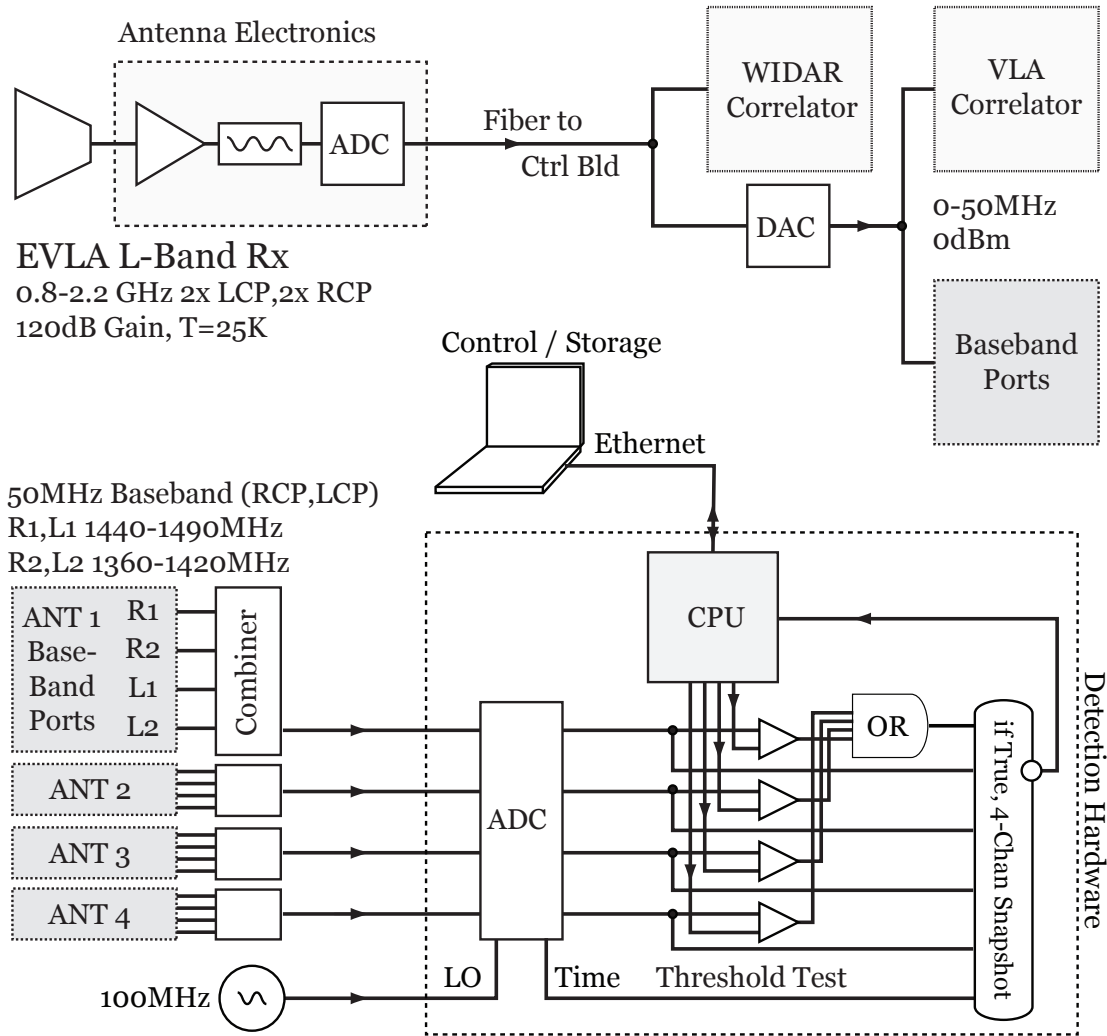 Antenna Electronics
WIDAR
Correlator
VLA
Correlator
ADC
Fiber to
Ctrl Bld
DAC
0-50MHz
0dBm
EVLA L-Band Rx
0.8-2.2 GHz 2x LCP,2x RCP
120dB Gain, T=25K
Baseband
Ports
Control / Storage
Ethernet
50MHz Baseband (RCP,LCP)
R1,L1 1440-1490MHz
R2,L2 1360-1420MHz
ANT 1
Base-
Band
Ports
R1
R2
L1
L2
Combiner
ANT 2
ANT 3
ANT 4
100MHz
ADC
LO
Time
Threshold Test
CPU
OR
if True, 4-Chan Snapshot
Detection Hardware